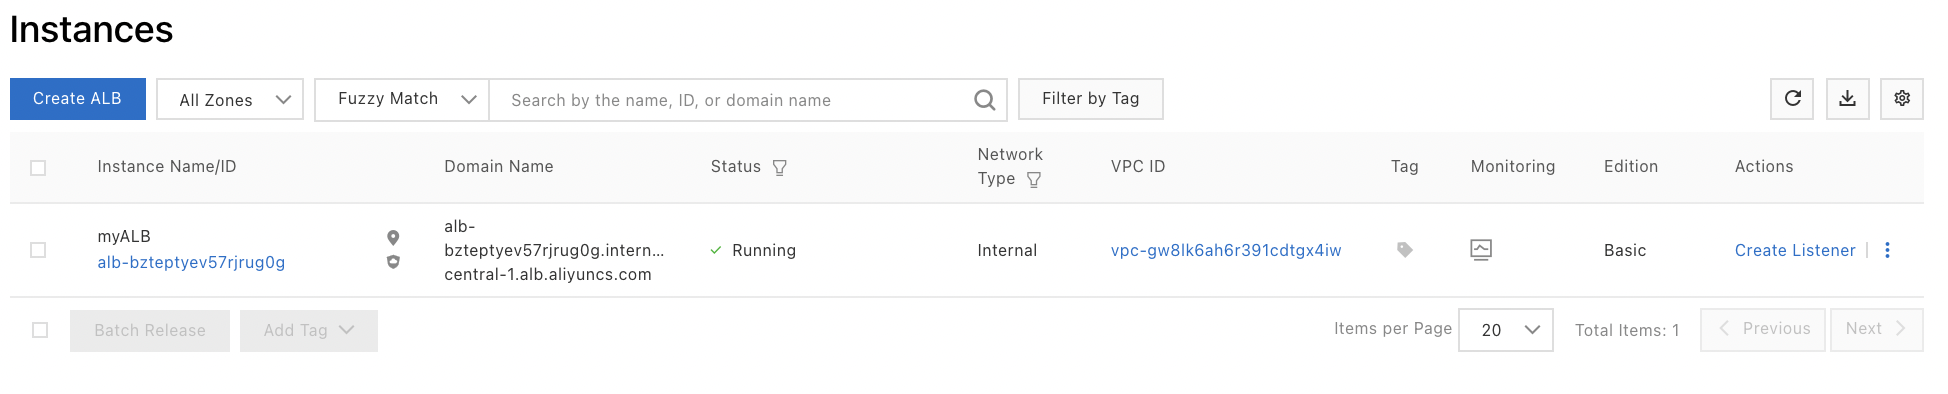 Instances
Create ALB
All Zones
Fuzzy Match
Search by the name, ID, or domain name
Filter by Tag
Instance Name/ID
Domain Name
Status
Network
Type
VPC ID
Tag
Monitoring
Edition
Actions
myALB
alb-bzteptyev57rjrug0g
alb-
bzteptyev57rjrug0g.intern...
central-1.alb.aliyuncs.com
Running
Internal
vpc-gw8lk6ah6r391cdtgx4iw
Basic
Create Listener
Batch Release
Add Tag
Items per Page
20
Total Items: 1
Previous
Next